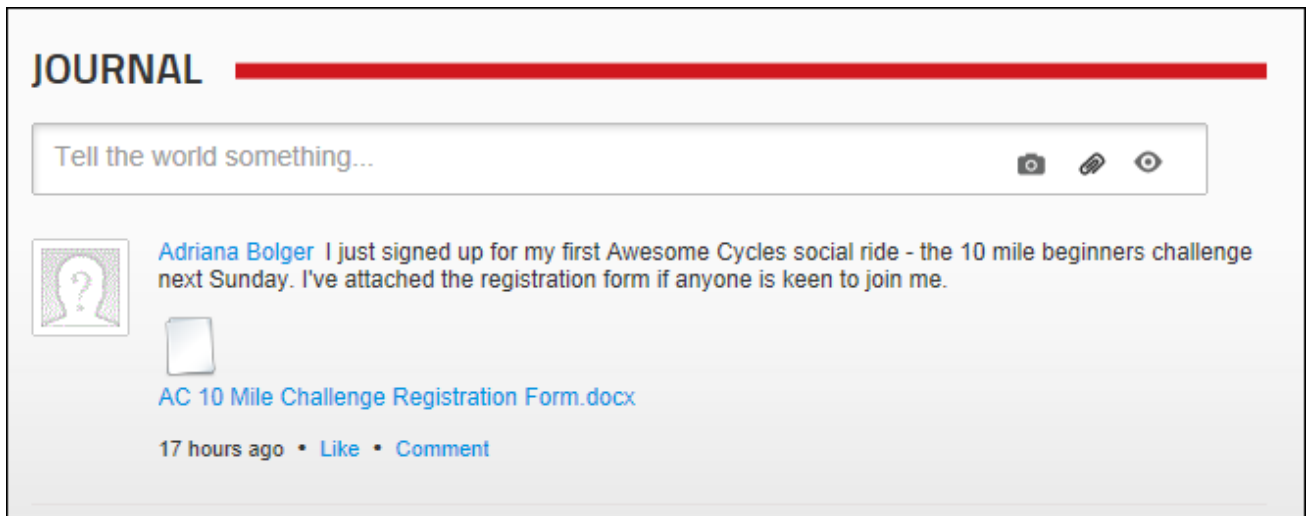 JOURNAL
Tell the world something...
Adriana Bolger I just signed up for my first Awesome Cycles social ride - the 10 mile beginners challenge
next Sunday. I've attached the registration form if anyone is keen to join me.
AC 10 Mile Challenge Registration Form.docx
17 hours ago • Like • Comment